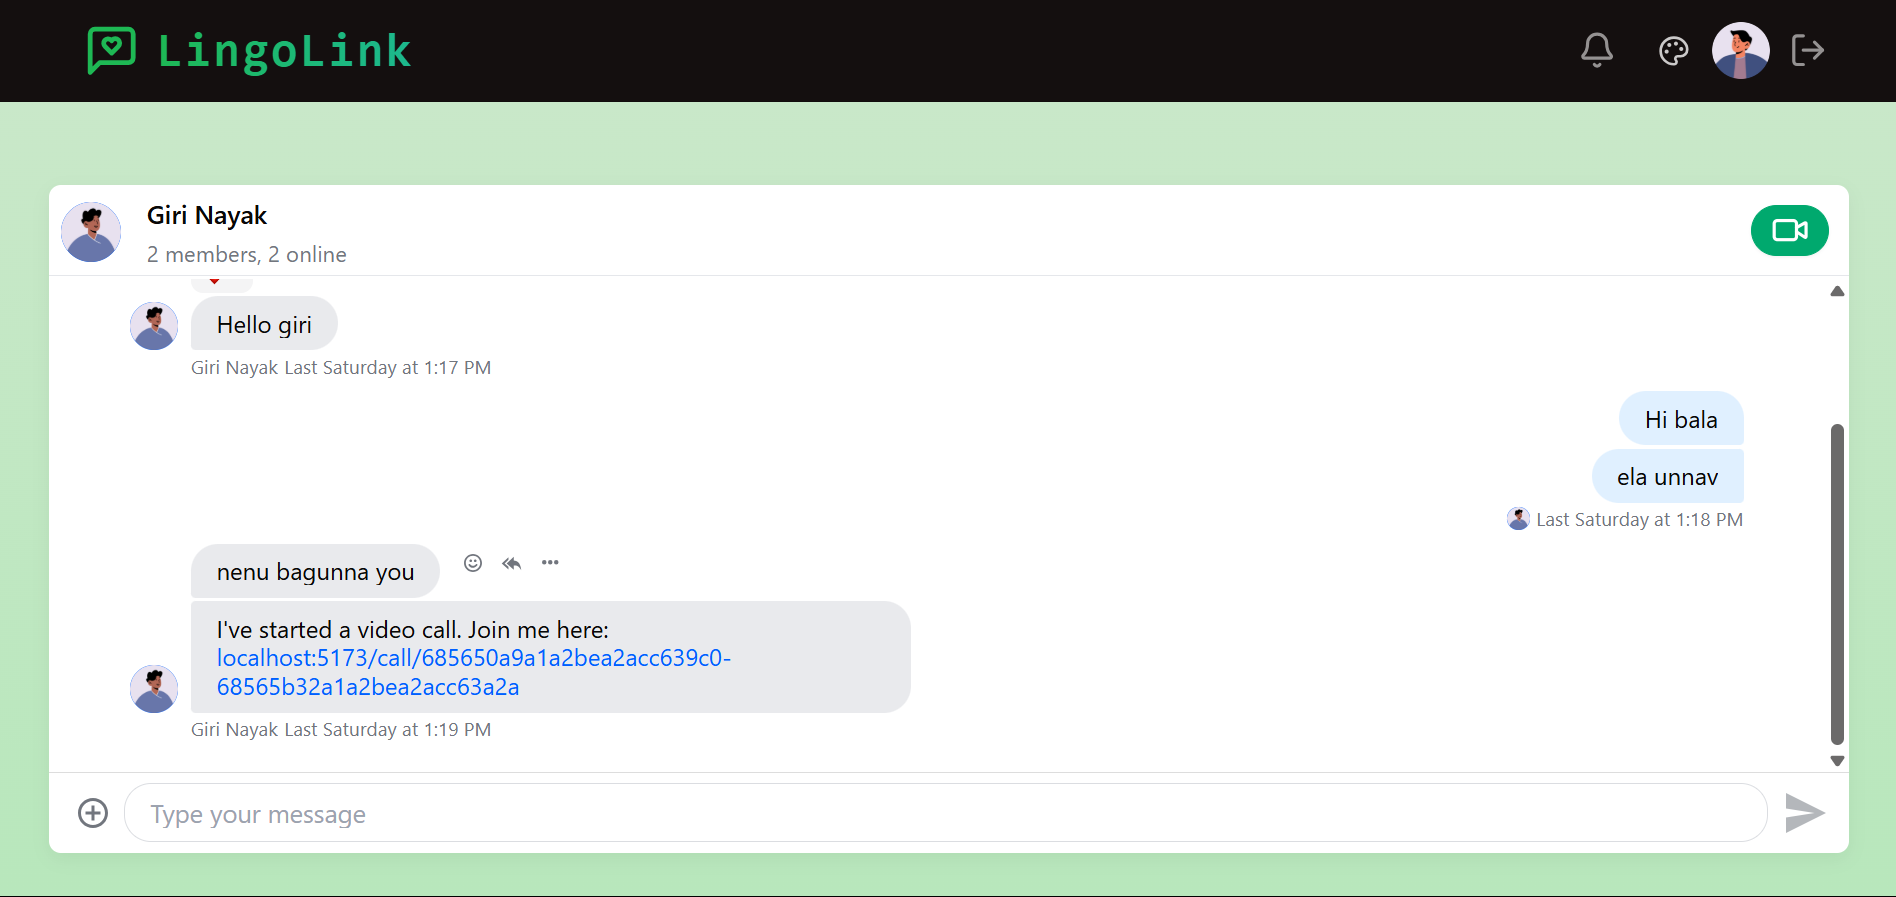 LingoLink
Giri Nayak
2 members, 2 online
Hello giri
Giri Nayak Last Saturday at 1:17 PM
Hi bala
ela unnav
Last Saturday at 1:18 PM
nenu bagunna you
I've started a video call. Join me here:
localhost:5173/call/685650a9a1a2bea2acc639c0-
68565b32a1a2bea2acc63a2a
Giri Nayak Last Saturday at 1:19 PM
Type your message